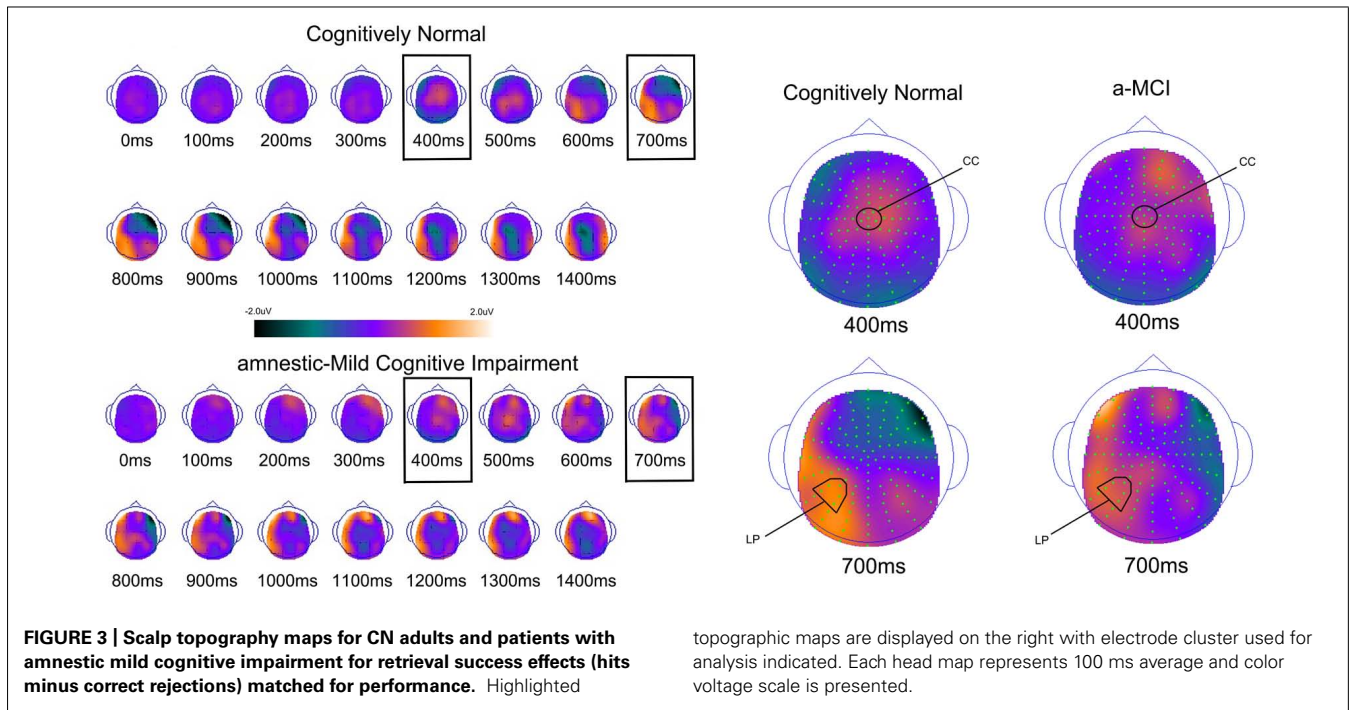 Cognitively Normal
0ms 100ms 200ms 300ms 400ms 500ms 600ms 700ms
800ms 900ms 1000ms 1100ms 1200ms 1300ms 1400ms
-2.0uV 2.0uV
amnestic-Mild Cognitive Impairment
0ms 100ms 200ms 300ms 400ms 500ms 600ms 700ms
800ms 900ms 1000ms 1100ms 1200ms 1300ms 1400ms
Cognitively Normal a-MCI
CC CC
400ms 400ms
LP LP
700ms 700ms
FIGURE 3 | Scalp topography maps for CN adults and patients with
amnestic mild cognitive impairment for retrieval success effects (hits
minus correct rejections) matched for performance. Highlighted
topographic maps are displayed on the right with electrode cluster used for
analysis indicated. Each head map represents 100 ms average and color
voltage scale is presented.